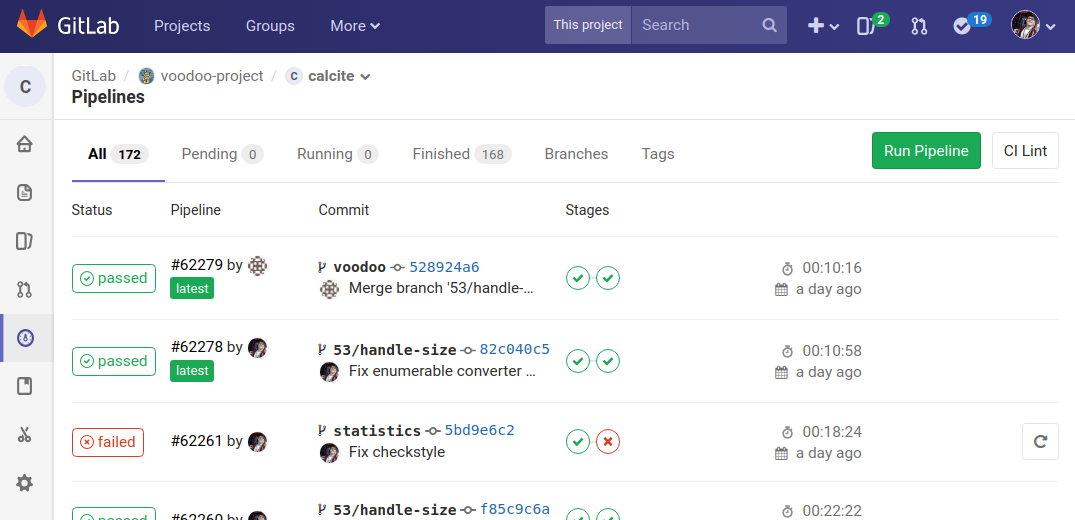 GitLab Projects Groups More This project Search 2 19
C GitLab / voodoo-project / C calcite
Pipelines
All 172 Pending 0 Running 0 Finished 168 Branches Tags Run Pipeline CI Lint
Status Pipeline Commit Stages
passed #62279 by latest voodoo 528924a6 00:10:16
Merge branch '53/handle-... a day ago
passed #62278 by latest 53/handle-size 82c040c5 00:10:58
Fix enumerable converter ... a day ago
failed #62261 by statistics 5bd9e6c2 00:18:24
Fix checkstyle a day ago
passed #62260 by 53/handle-size f85c9c6a 00:22:22